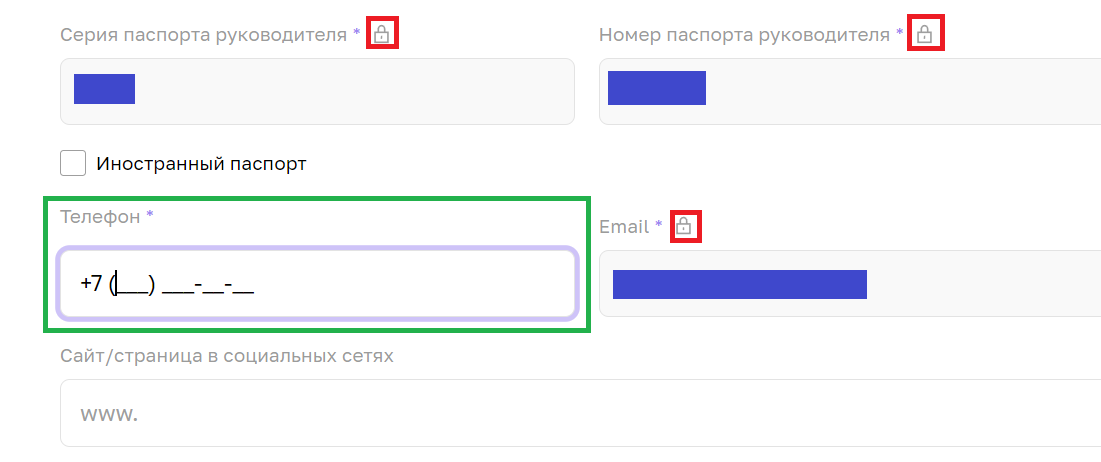 Серия паспорта руководителя *
Номер паспорта руководителя *
Иностранный паспорт
Телефон *
Email *
+7 (___) ___-__-__
Сайт/страница в социальных сетях
www.